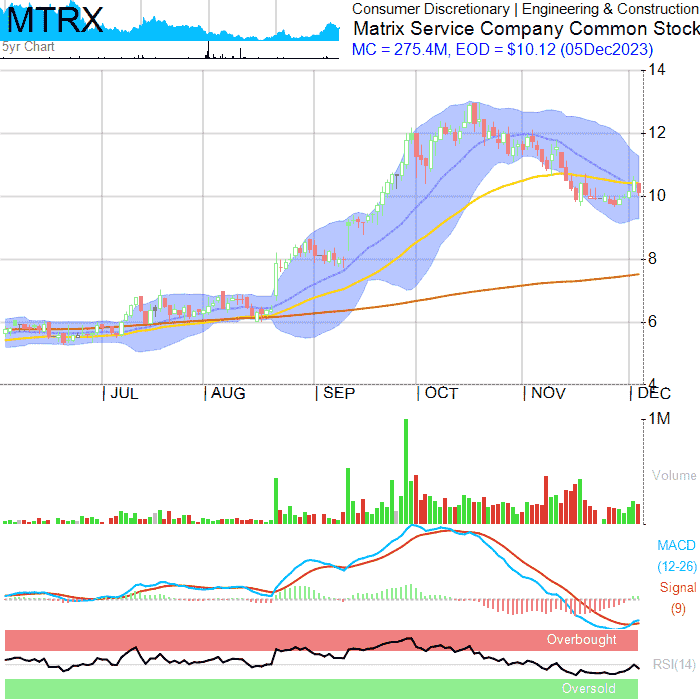 MTRX
5yr Chart
Consumer Discretionary | Engineering & Construction
Matrix Service Company Common Stock
MC = 275.4M, EOD = $10.12 (05Dec2023)
14
12
10
8
6
4
JUL AUG SEP OCT NOV DEC
1M
Volume
MACD
(12-26)
Signal
(9)
Overbought
RSI(14)
Oversold